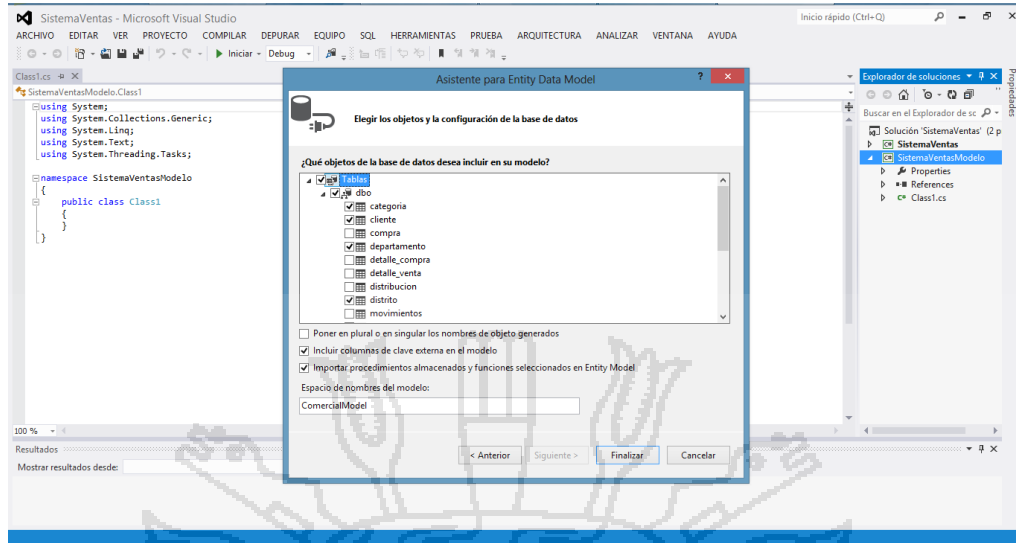 SistemaVentas - Microsoft Visual Studio
Inicio rápido (Ctrl+Q)
ARCHIVO EDITAR VER PROYECTO COMPILAR DEPURAR EQUIPO SQL HERRAMIENTAS PRUEBA ARQUITECTURA ANALIZAR VENTANA AYUDA
Iniciar Debug
Class1.cs
SistemaVentasModelo.Class1
using System;
using System.Collections.Generic;
using System.Linq;
using System.Text;
using System.Threading.Tasks;
namespace SistemaVentasModelo
{
public class Class1
{
}
}
100 %
Resultados
Mostrar resultados desde:
Asistente para Entity Data Model
Elegir los objetos y la configuración de la base de datos
¿Qué objetos de la base de datos desea incluir en su modelo?
Tablas
dbo
categoria
cliente
compra
departamento
detalle_compra
detalle_venta
distribucion
distrito
movimientos
Poner en plural o en singular los nombres de objeto generados
Incluir columnas de clave externa en el modelo
Importar procedimientos almacenados y funciones seleccionados en Entity Model
Espacio de nombres del modelo:
ComercialModel
< Anterior
Siguiente >
Finalizar
Cancelar
Explorador de soluciones
Buscar en el Explorador de sc
Solución 'SistemaVentas' (2 p
SistemaVentas
SistemaVentasModelo
Properties
References
C# Class1.cs
Propiedades